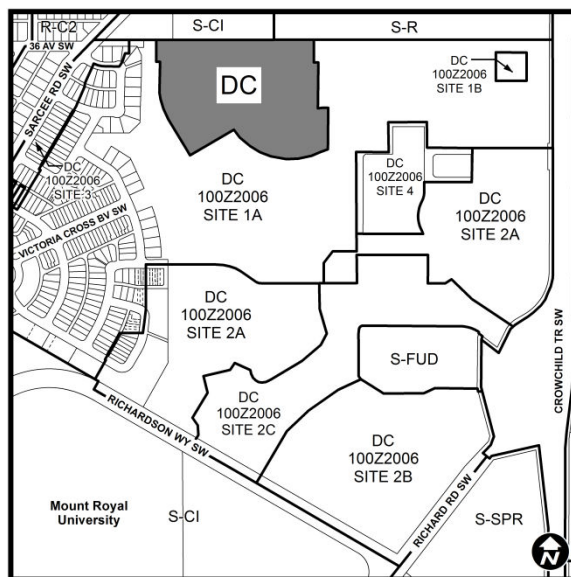 R-C2
S-CI
S-R
36 AV SW
SARCEE RD SW
DC
DC
100Z2006
SITE 1B
DC
100Z2006
SITE 3
DC
100Z2006
SITE 1A
DC
100Z2006
SITE 4
DC
100Z2006
SITE 2A
VICTORIA CROSS BV SW
DC
100Z2006
SITE 2A
S-FUD
CROWCHILD TR SW
DC
100Z2006
SITE 2C
RICHARDSON WY SW
DC
100Z2006
SITE 2B
RICHARD RD SW
Mount Royal
University
S-CI
S-SPR
N